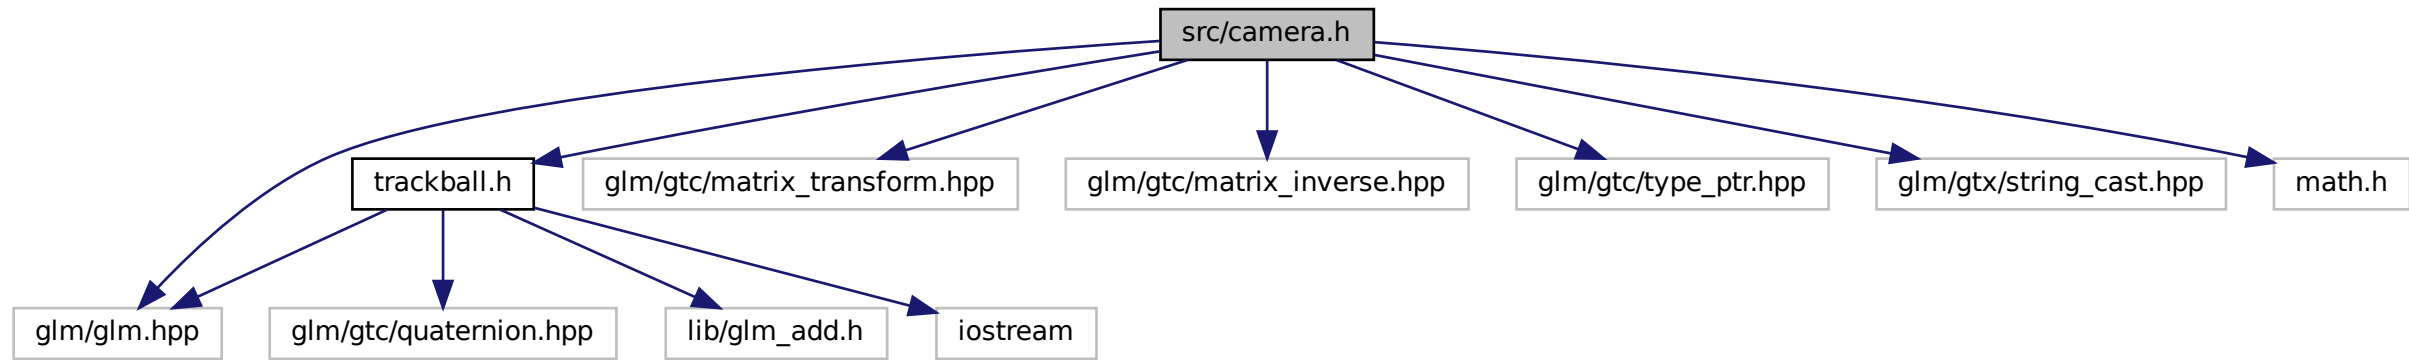 src/camera.h
trackball.h
glm/gtc/matrix_transform.hpp
glm/gtc/matrix_inverse.hpp
glm/gtc/type_ptr.hpp
glm/gtx/string_cast.hpp
math.h
glm/glm.hpp
glm/gtc/quaternion.hpp
lib/glm_add.h
iostream